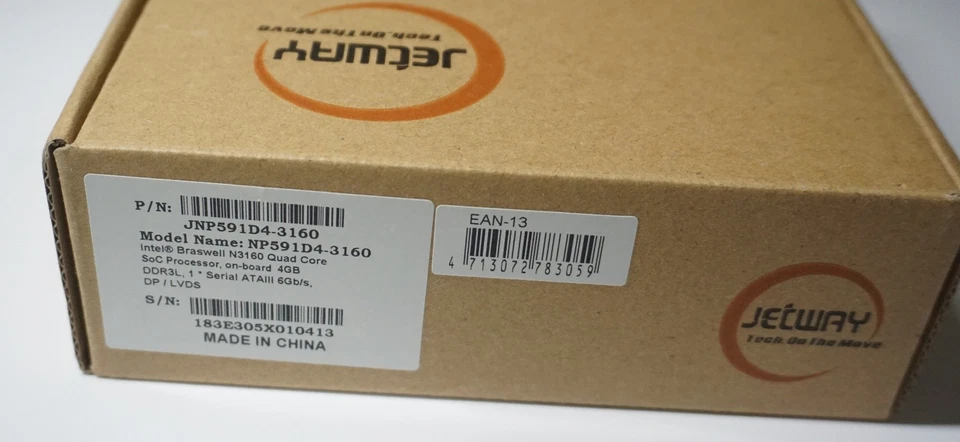 JETWAY
Tech.On The Move
P/N:
JNP591D4-3160
Model Name: NP591D4-3160
Intel® Braswell N3160 Quad Core
SoC Processor, on-board 4GB
DDR3L, 1 * Serial ATAIII 6Gb/s,
DP / LVDS
S/N:
183E305X010413
MADE IN CHINA
EAN-13
4 713072 783059
JETWAY
Tech.On The Move